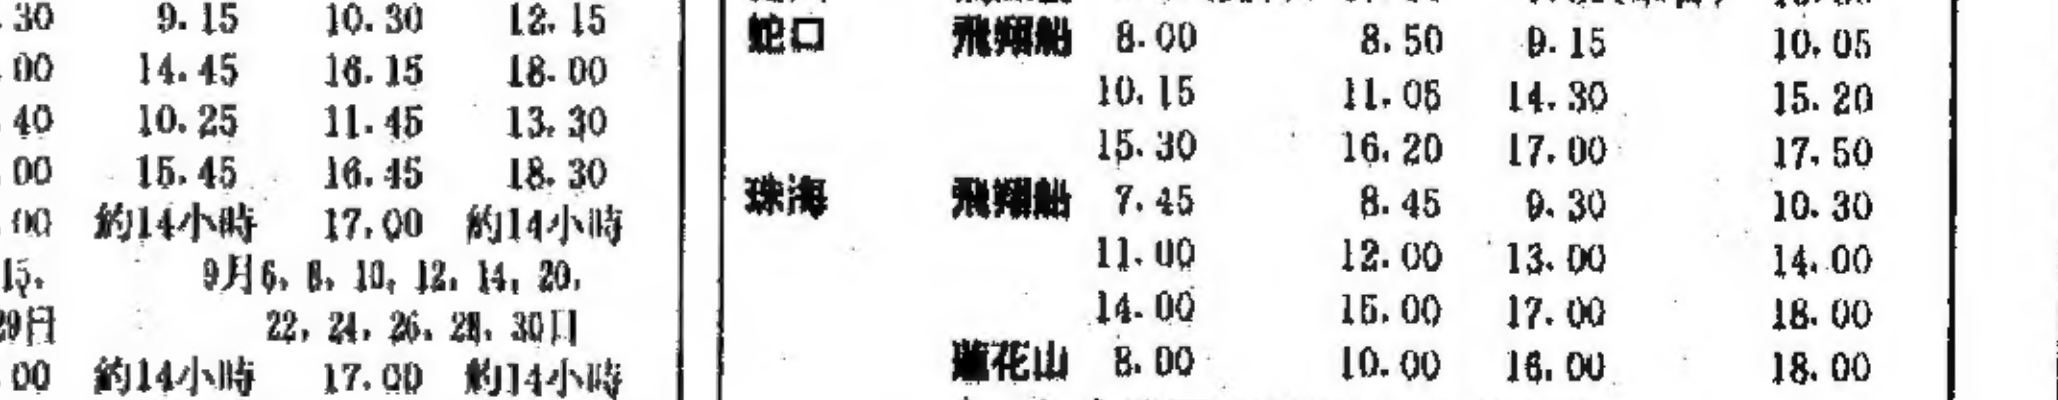 30 9.15 10.30 12.15
00 14.45 16.15 18.00
40 10.25 11.45 13.30
00 15.45 16.45 18.30
00 約14小時 17.00 約14小時
15, 9月6, 8, 10, 12, 14, 20,
29日 22, 24, 26, 28, 30日
00 約14小時 17.00 約14小時
蛇口 飛翔船 8.00 8.50 9.15 10.05
10.15 11.05 14.30 15.20
15.30 16.20 17.00 17.50
珠海 飛翔船 7.45 8.45 9.30 10.30
11.00 12.00 13.00 14.00
14.00 15.00 17.00 18.00
蓮花山 8.00 10.00 16.00 18.00